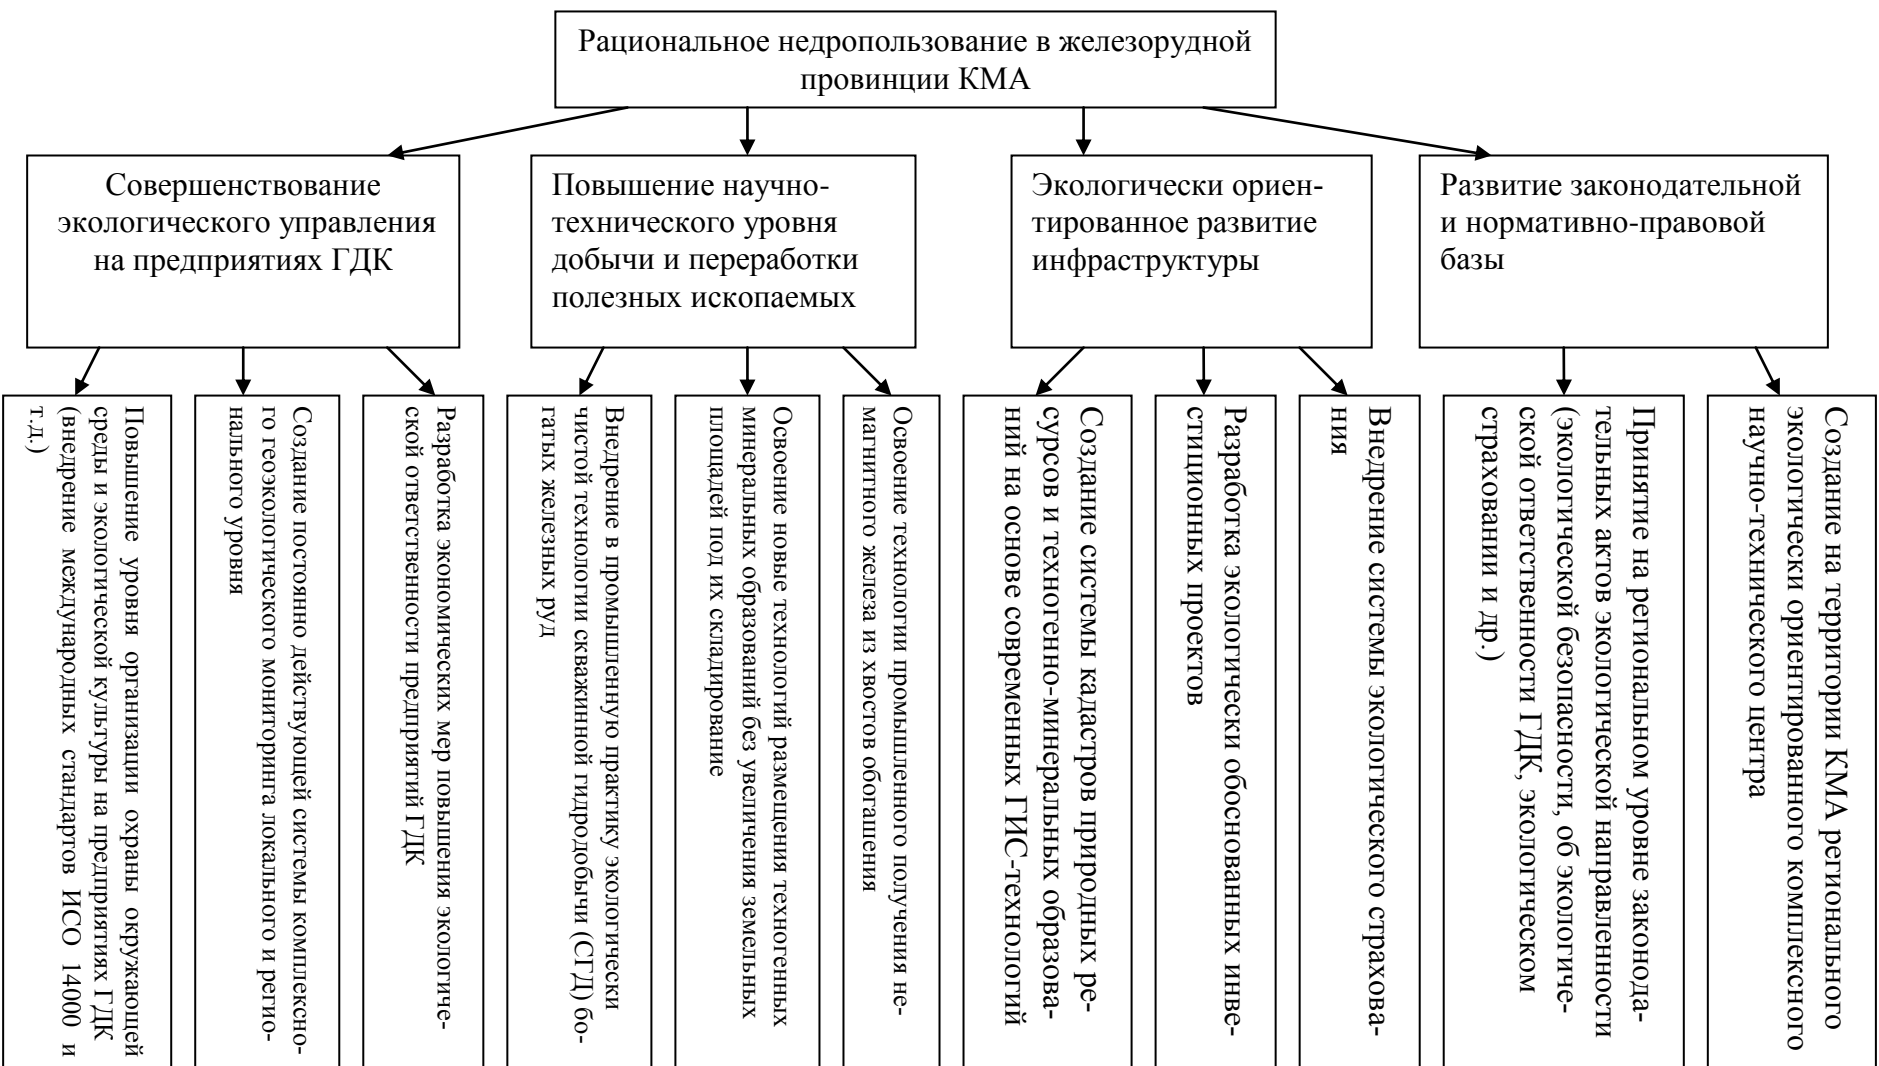 Рациональное недропользование в железорудной
провинции КМА
Совершенствование
экологического управления
на предприятиях ГДК
Повышение научно-
технического уровня
добычи и переработки
полезных ископаемых
Экологически ориен-
тированное развитие
инфраструктуры
Развитие законодательной
и нормативно-правовой
базы
Повышение уровня организации охраны окружающей
среды и экологической культуры на предприятиях ГДК
(внедрение международных стандартов ИСО 14000 и
т.д.)
Создание постоянно действующей системы комплексно-
го геоэкологического мониторинга локального и регио-
нального уровня
Разработка экономических мер повышения экологиче-
ской ответственности предприятий ГДК
Внедрение в промышленную практику экологически
чистой технологии скважинной гидродобычи (СГД) бо-
гатых железных руд
Освоение новые технологий размещения техногенных
минеральных образований без увеличения земельных
площадей под их складирование
Освоение технологии промышленного получения не-
магнитного железа из хвостов обогащения
Создание системы кадастров природных ре-
сурсов и техногенно-минеральных образова-
ний на основе современных ГИС-технологий
Разработка экологически обоснованных инве-
стиционных проектов
Внедрение системы экологического страхова-
ния
Принятие на региональном уровне законода-
тельных актов экологической направленности
(экологической безопасности, об экологиче-
ской ответственности ГДК, экологическом
страховании и др.)
Создание на территории КМА регионального
экологически ориентированного комплексного
научно-технического центра